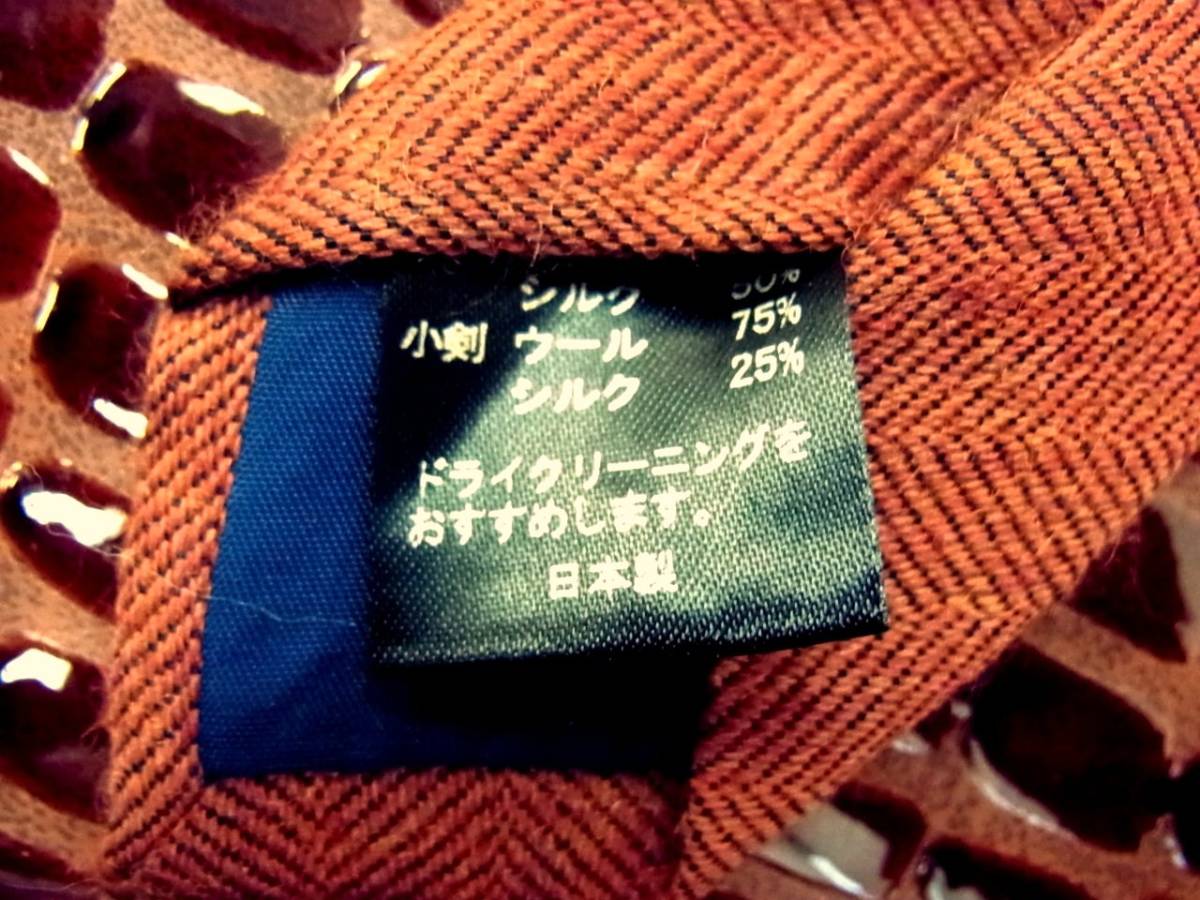 シルク 50%
小剣 ウール 75%
シルク 25%
ドライクリーニングを
おすすめします。
日本製